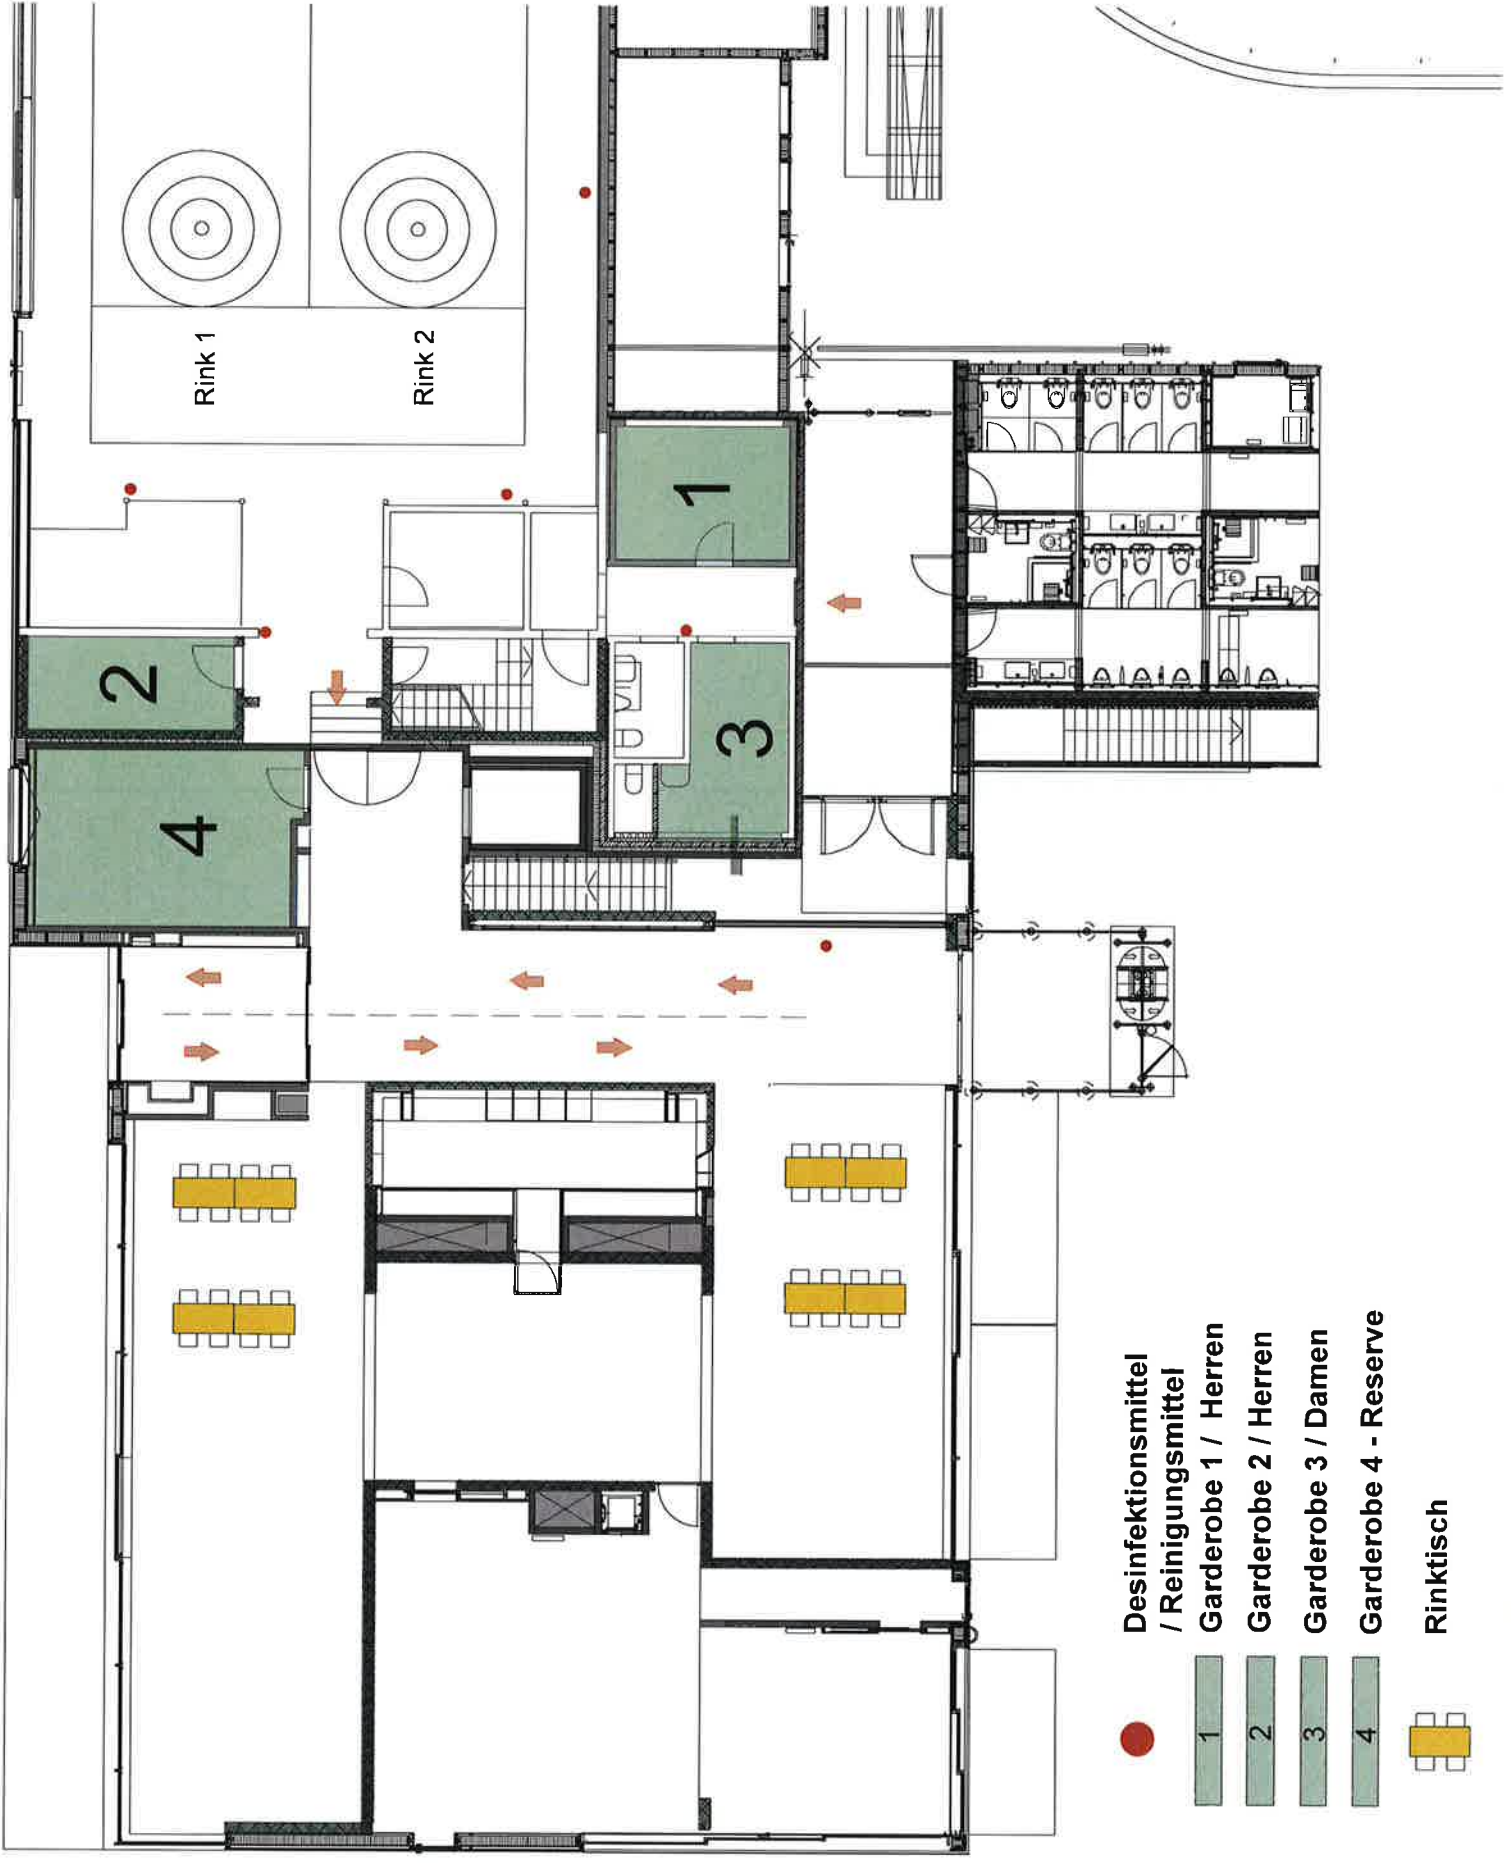 Rink 1
Rink 2
1
2
3
4
Desinfektionsmittel
/ Reinigungsmittel
1 Garderobe 1 / Herren
2 Garderobe 2 / Herren
3 Garderobe 3 / Damen
4 Garderobe 4 - Reserve
Rinktisch